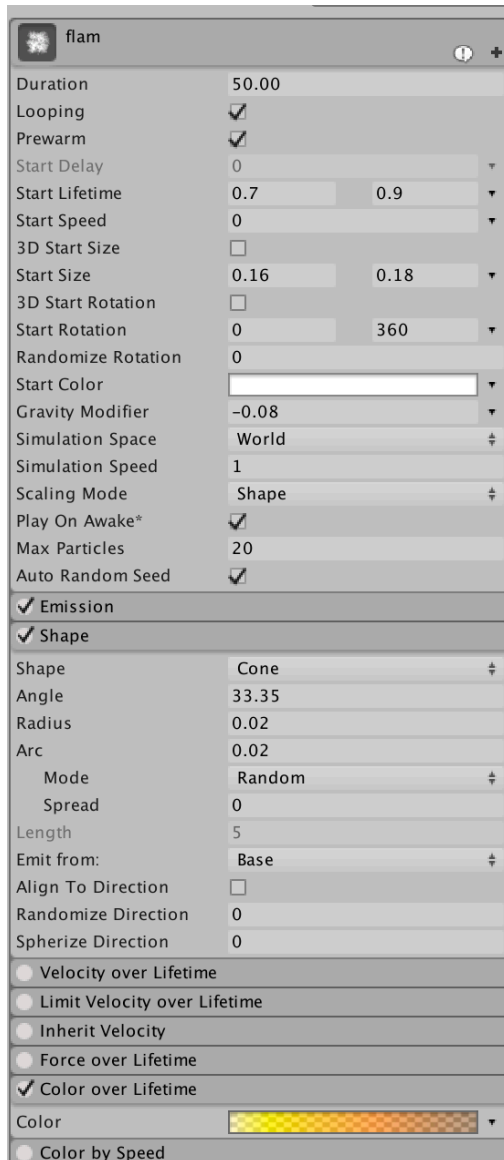 flam
Duration 50.00
Looping
Prewarm
Start Delay 0
Start Lifetime 0.7 0.9
Start Speed 0
3D Start Size
Start Size 0.16 0.18
3D Start Rotation
Start Rotation 0 360
Randomize Rotation 0
Start Color
Gravity Modifier -0.08
Simulation Space World
Simulation Speed 1
Scaling Mode Shape
Play On Awake*
Max Particles 20
Auto Random Seed
Emission
Shape
Shape Cone
Angle 33.35
Radius 0.02
Arc 0.02
Mode Random
Spread 0
Length 5
Emit from: Base
Align To Direction
Randomize Direction 0
Spherize Direction 0
Velocity over Lifetime
Limit Velocity over Lifetime
Inherit Velocity
Force over Lifetime
Color over Lifetime
Color
Color by Speed